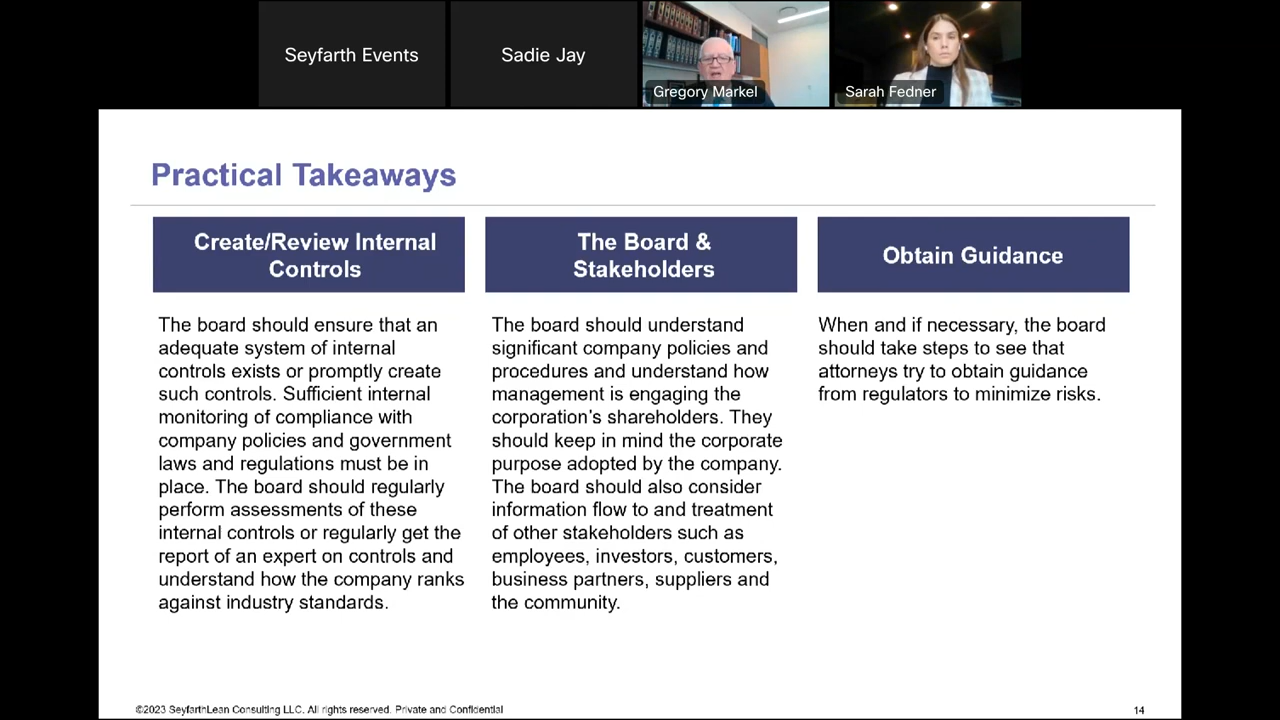 Seyfarth Events
Sadie Jay
Gregory Markel
Sarah Fedner
Practical Takeaways
Create/Review Internal
Controls
The board should ensure that an
adequate system of internal
controls exists or promptly create
such controls. Sufficient internal
monitoring of compliance with
company policies and government
laws and regulations must be in
place. The board should regularly
perform assessments of these
internal controls or regularly get the
report of an expert on controls and
understand how the company ranks
against industry standards.
The Board &
Stakeholders
The board should understand
significant company policies and
procedures and understand how
management is engaging the
corporation's shareholders. They
should keep in mind the corporate
purpose adopted by the company.
The board should also consider
information flow to and treatment
of other stakeholders such as
employees, investors, customers,
business partners, suppliers and
the community.
Obtain Guidance
When and if necessary, the board
should take steps to see that
attorneys try to obtain guidance
from regulators to minimize risks.
©2023 SeyfarthLean Consulting LLC. All rights reserved. Private and Confidential
14